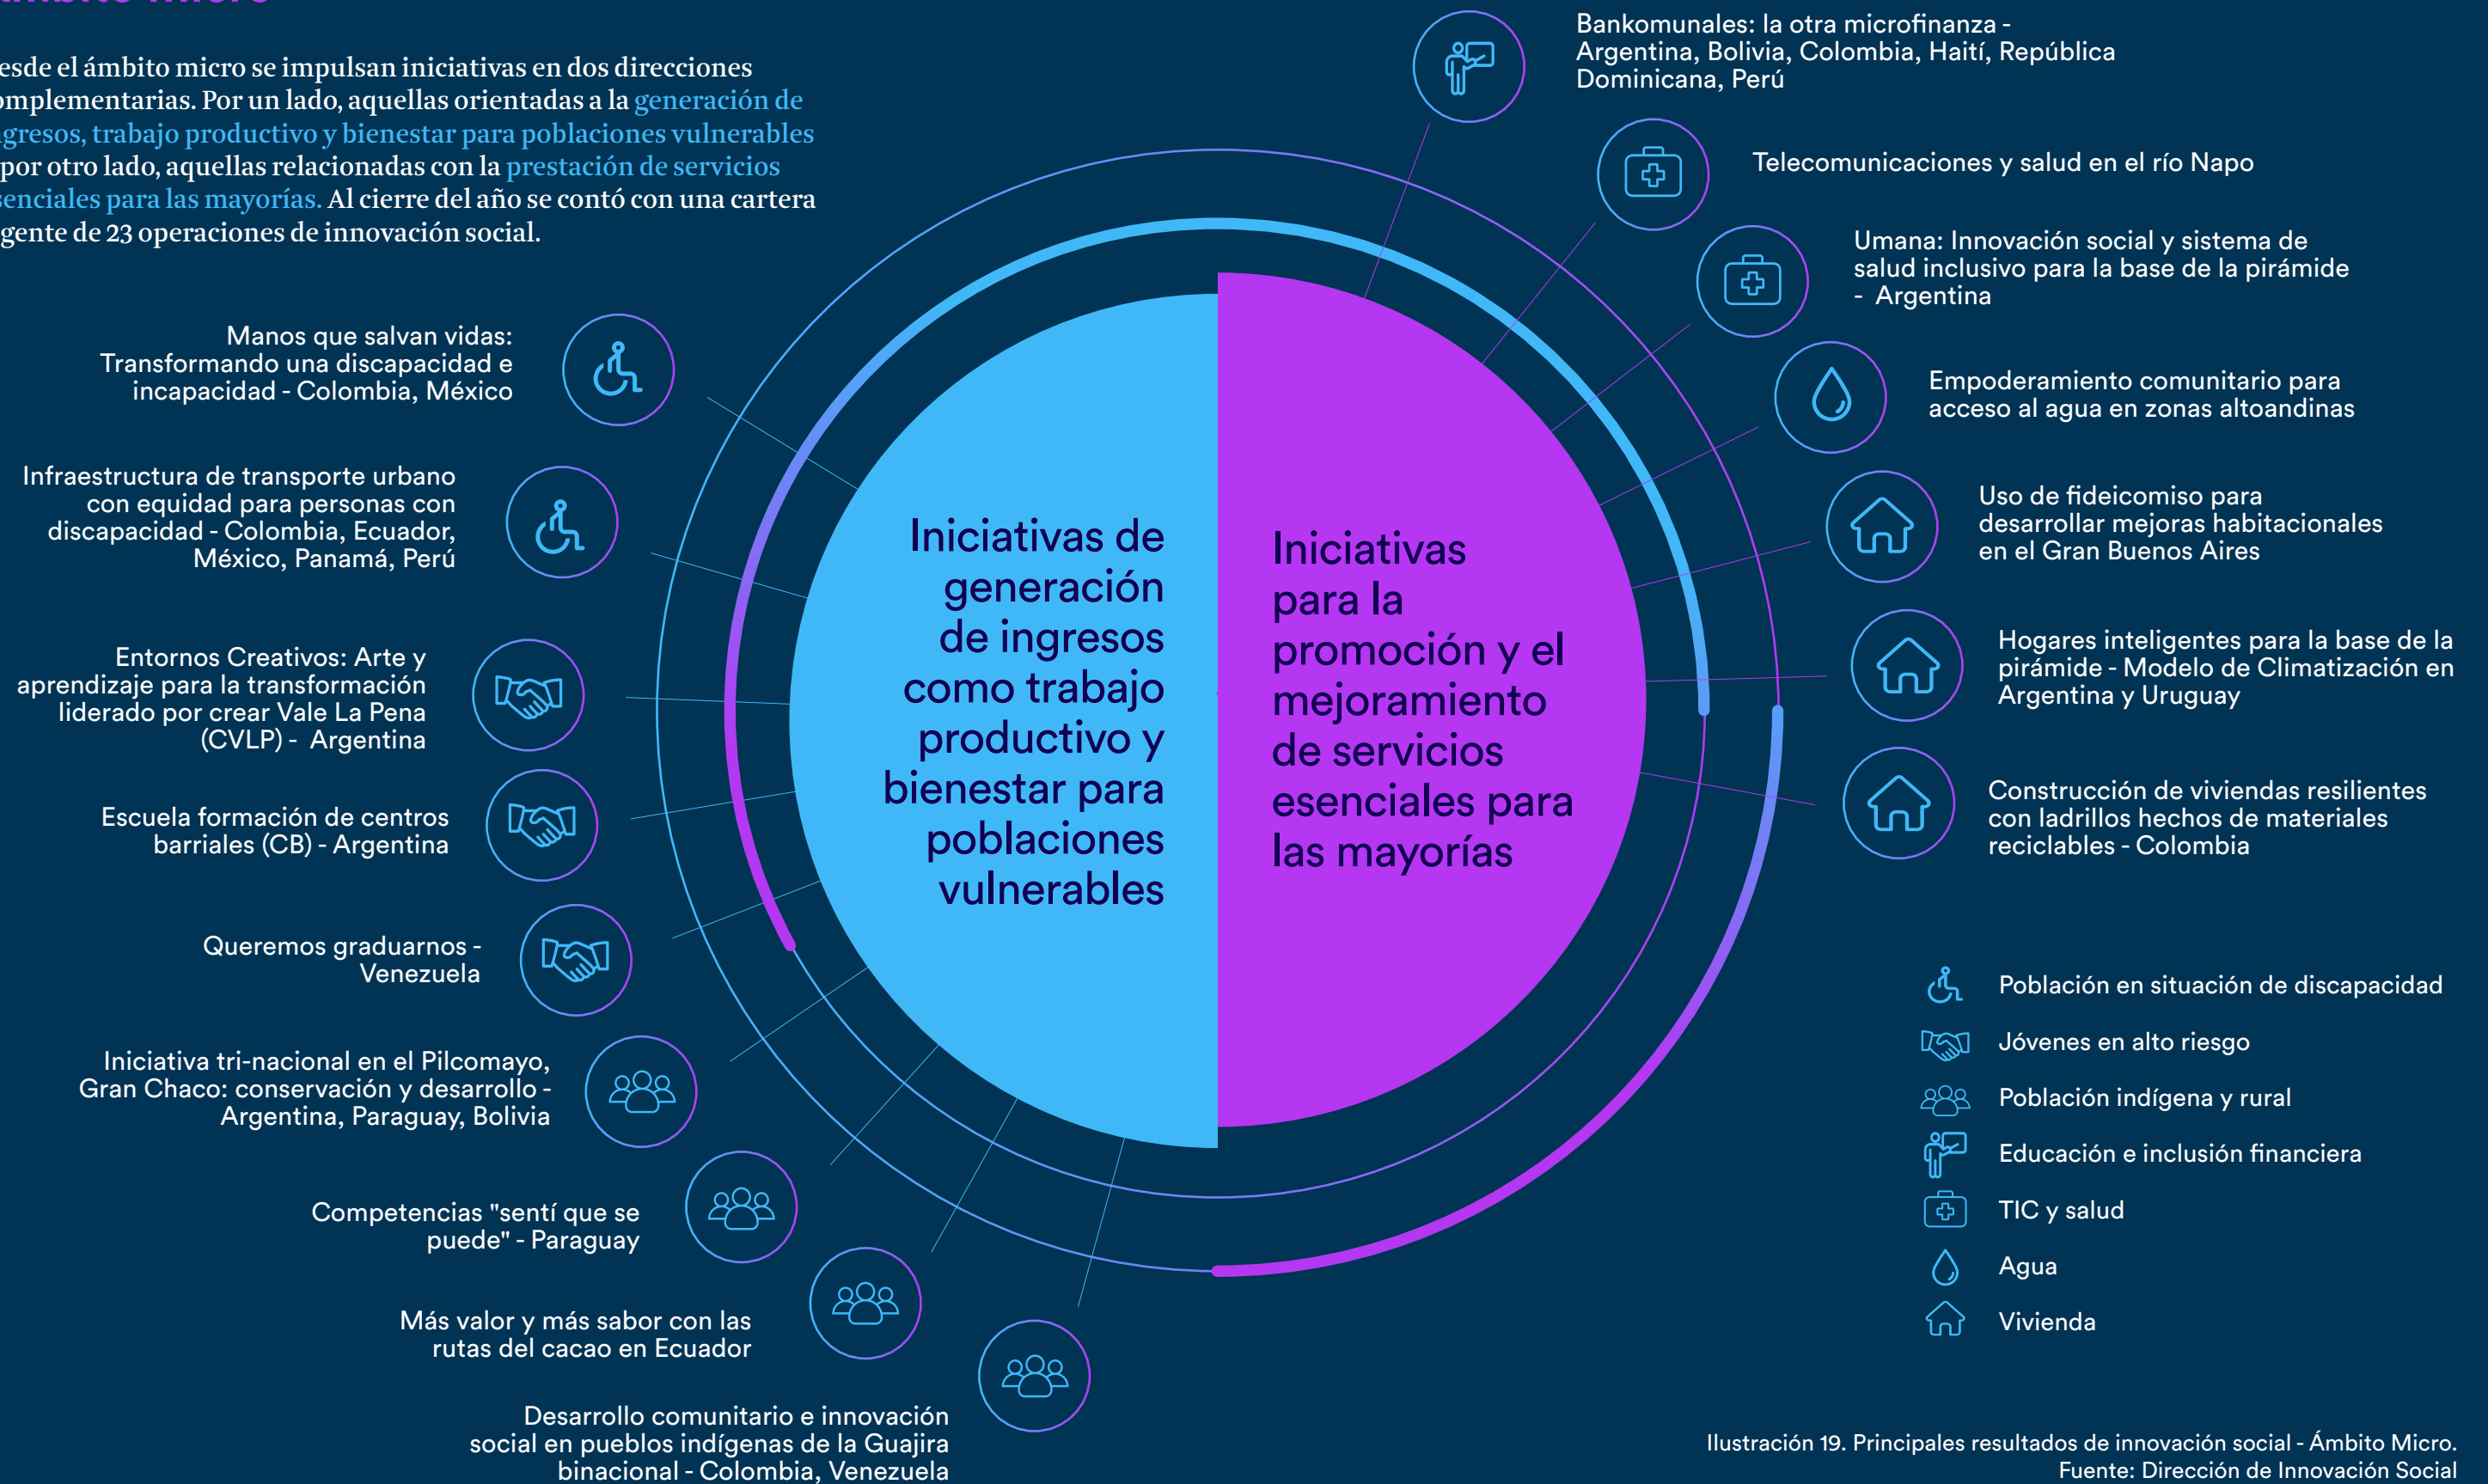 esde el ámbito micro se impulsan iniciativas en dos direcciones
omplementarias. Por un lado, aquellas orientadas a la generación de
gresos, trabajo productivo y bienestar para poblaciones vulnerables
por otro lado, aquellas relacionadas con la prestación de servicios
senciales para las mayorías. Al cierre del año se contó con una cartera
gente de 23 operaciones de innovación social.
Bankomunales: la otra microfinanza -
Argentina, Bolivia, Colombia, Haití, República
Dominicana, Perú
Telecomunicaciones y salud en el río Napo
Umana: Innovación social y sistema de
salud inclusivo para la base de la pirámide
- Argentina
Empoderamiento comunitario para
acceso al agua en zonas altoandinas
Uso de fideicomiso para
desarrollar mejoras habitacionales
en el Gran Buenos Aires
Hogares inteligentes para la base de la
pirámide - Modelo de Climatización en
Argentina y Uruguay
Construcción de viviendas resilientes
con ladrillos hechos de materiales
reciclables - Colombia
Manos que salvan vidas:
Transformando una discapacidad e
incapacidad - Colombia, México
Infraestructura de transporte urbano
con equidad para personas con
discapacidad - Colombia, Ecuador,
México, Panamá, Perú
Entornos Creativos: Arte y
aprendizaje para la transformación
liderado por crear Vale La Pena
(CVLP) - Argentina
Escuela formación de centros
barriales (CB) - Argentina
Queremos graduarnos -
Venezuela
Iniciativa tri-nacional en el Pilcomayo,
Gran Chaco: conservación y desarrollo -
Argentina, Paraguay, Bolivia
Competencias "sentí que se
puede" - Paraguay
Más valor y más sabor con las
rutas del cacao en Ecuador
Desarrollo comunitario e innovación
social en pueblos indígenas de la Guajira
binacional - Colombia, Venezuela
Iniciativas de
generación
de ingresos
como trabajo
productivo y
bienestar para
poblaciones
vulnerables
Iniciativas
para la
promoción y el
mejoramiento
de servicios
esenciales para
las mayorías
Población en situación de discapacidad
Jóvenes en alto riesgo
Población indígena y rural
Educación e inclusión financiera
TIC y salud
Agua
Vivienda
Ilustración 19. Principales resultados de innovación social - Ámbito Micro.
Fuente: Dirección de Innovación Social